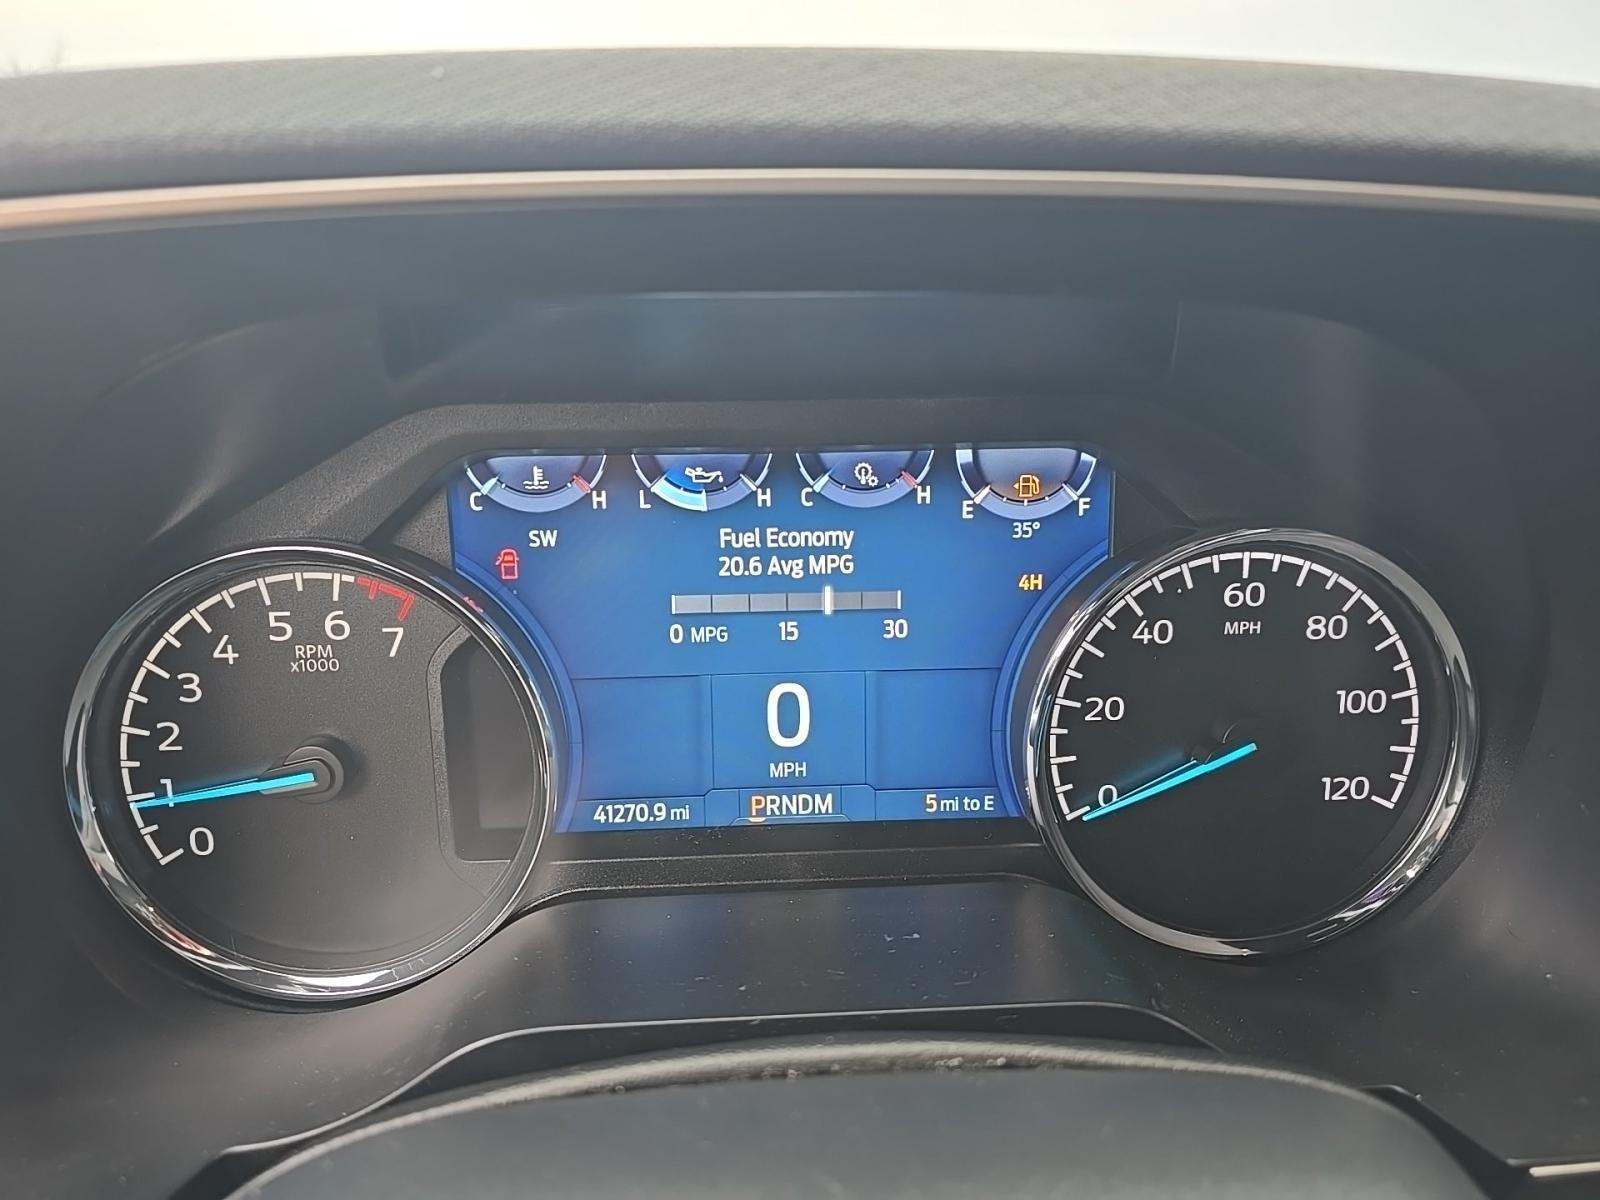 C H L H C H E F
SW
35°
Fuel Economy
20.6 Avg MPG
4H
0 MPG 15 30
0
MPH
41270.9 mi
PRNDM
5 mi to E
0 1 2 3 4 5 6 7
RPM
x1000
0 20 40 60 80 100 120
MPH